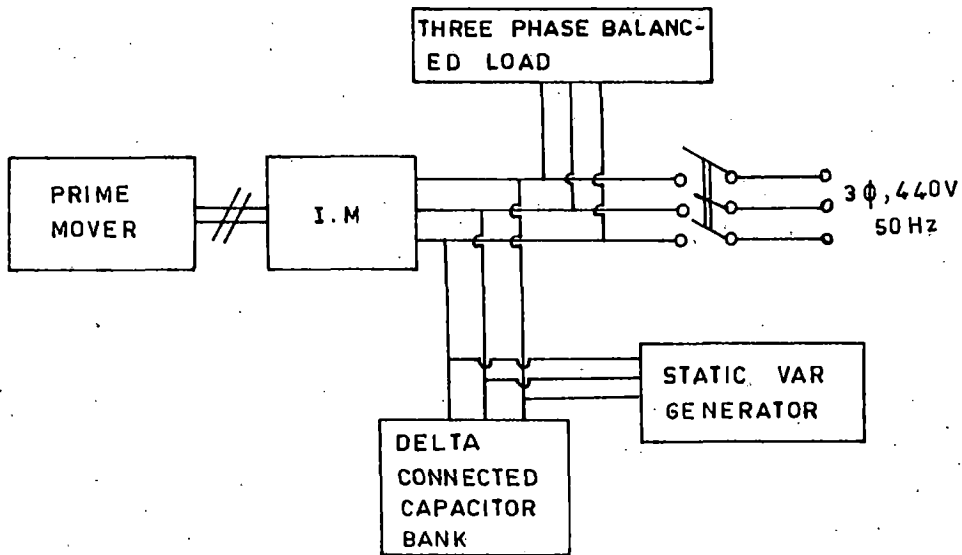 THREE PHASE BALANC-
ED LOAD
PRIME
MOVER
I.M
3ϕ, 440V
50 Hz
STATIC VAR
GENERATOR
DELTA
CONNECTED
CAPACITOR
BANK